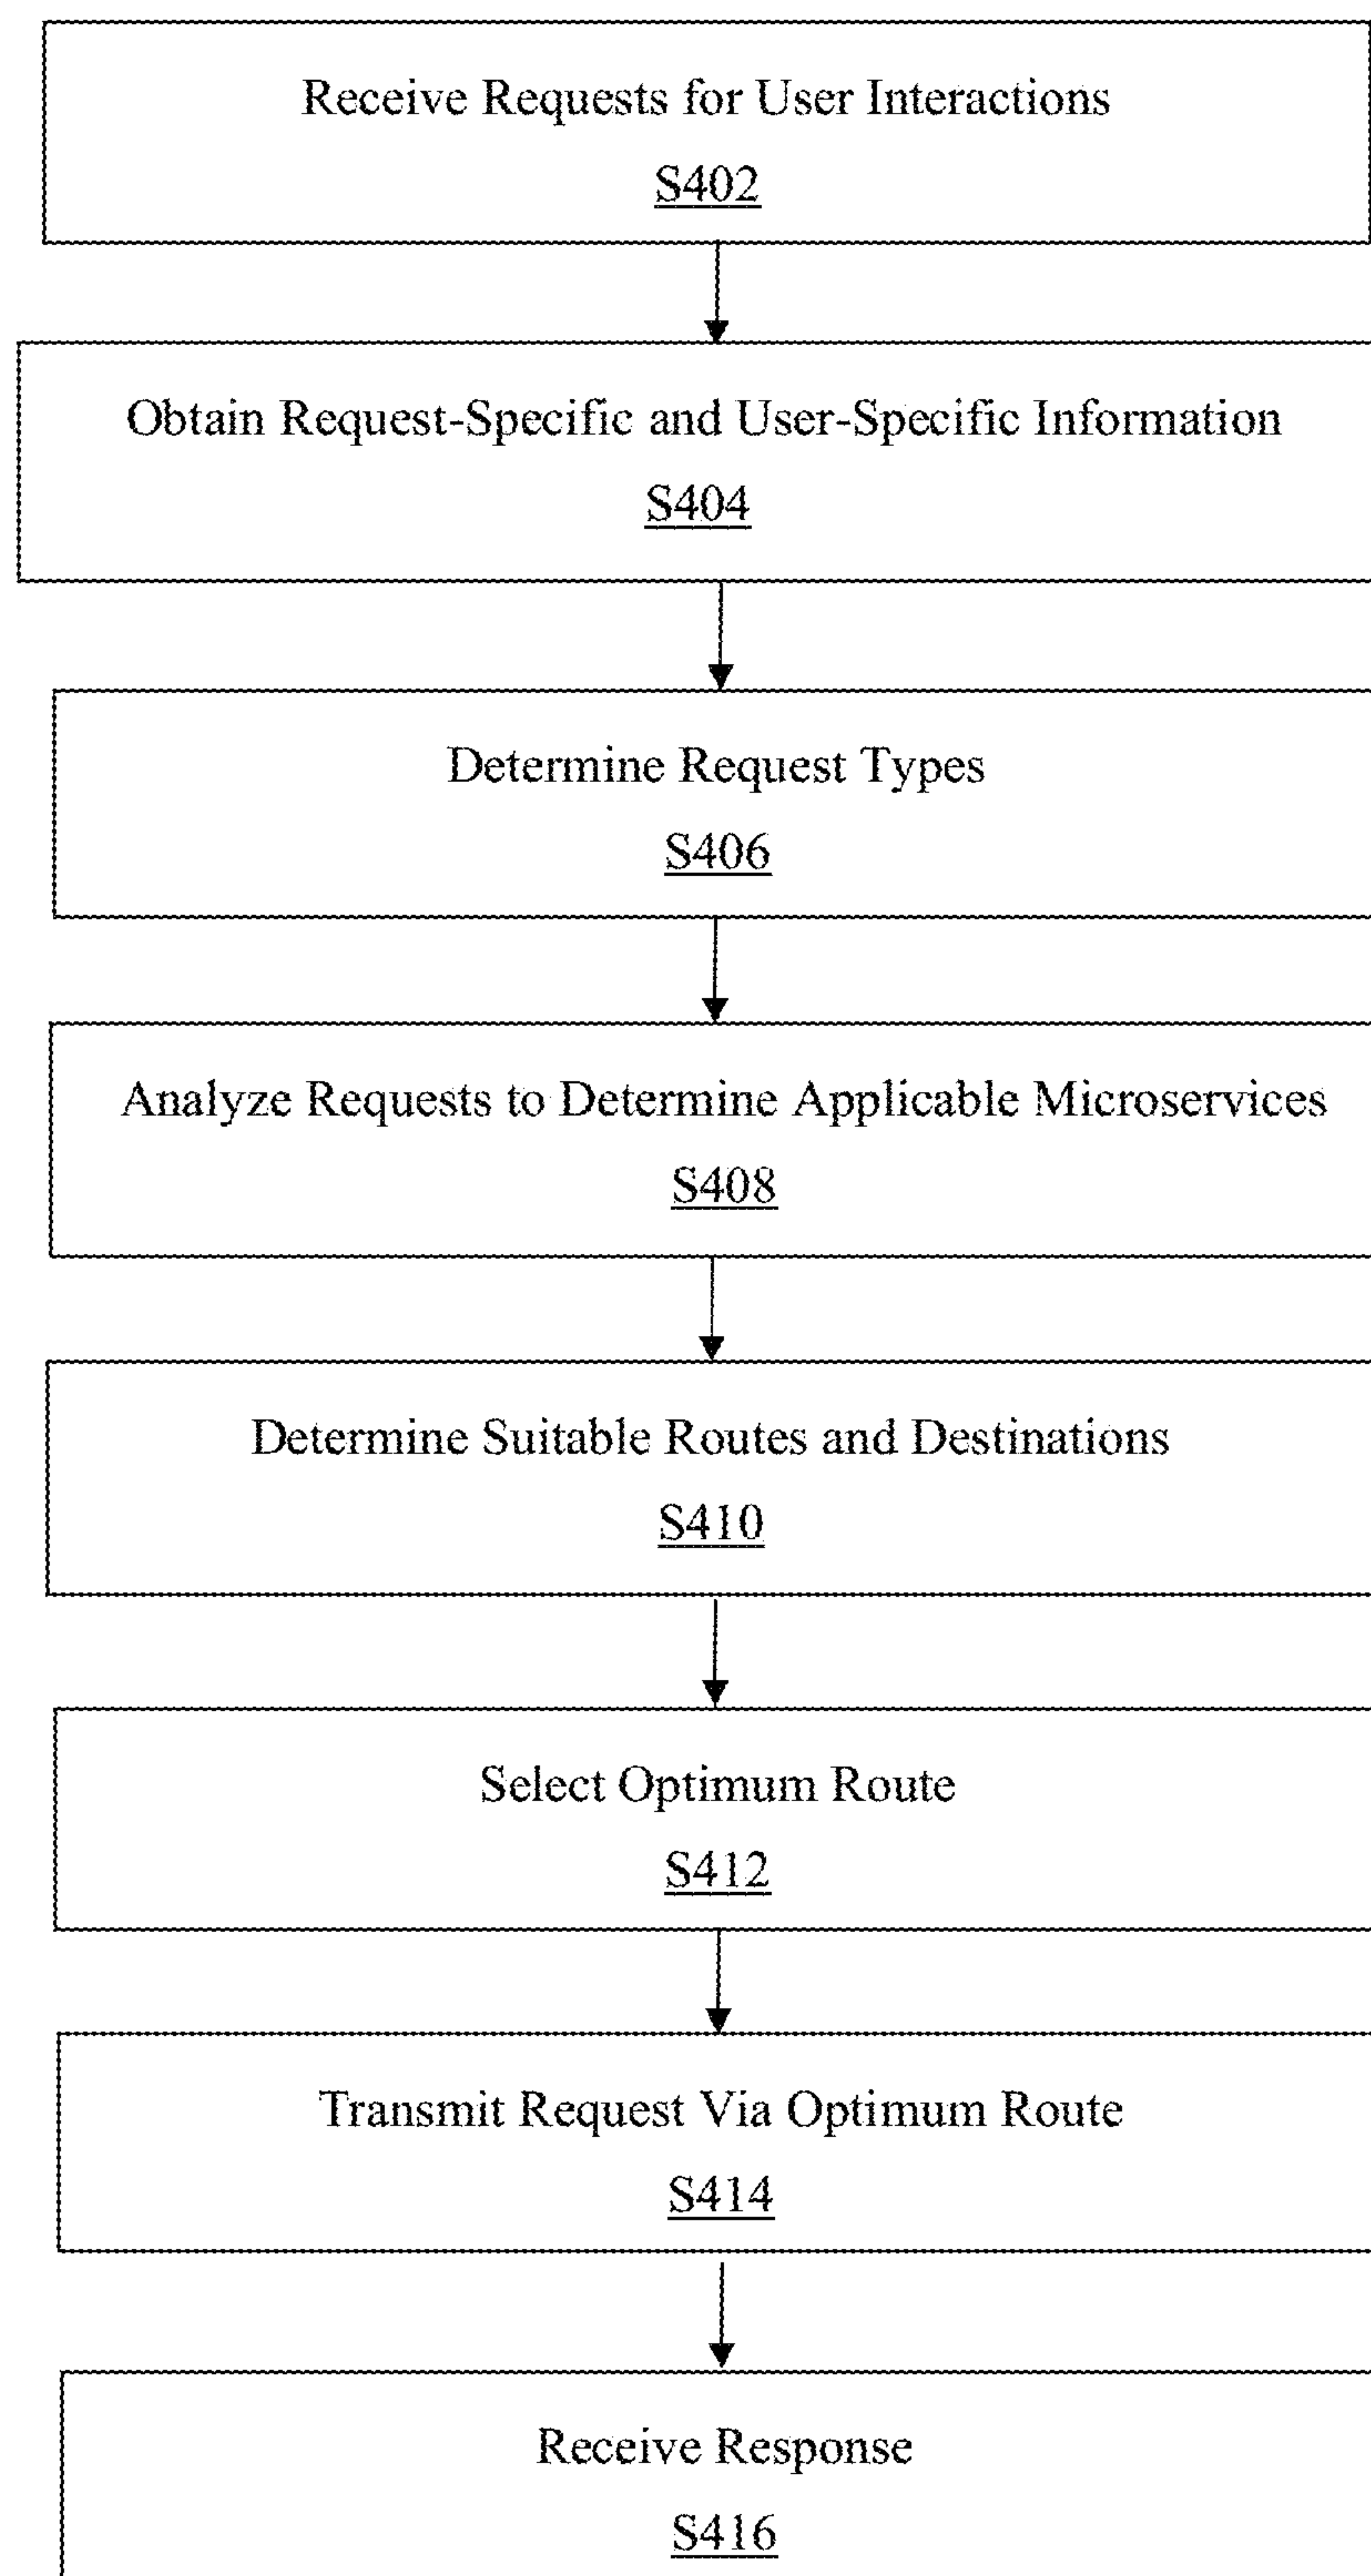 Receive Requests for User Interactions
S402
Obtain Request-Specific and User-Specific Information
S404
Determine Request Types
S406
Analyze Requests to Determine Applicable Microservices
S408
Determine Suitable Routes and Destinations
S410
Select Optimum Route
S412
Transmit Request Via Optimum Route
S414
Receive Response
S416